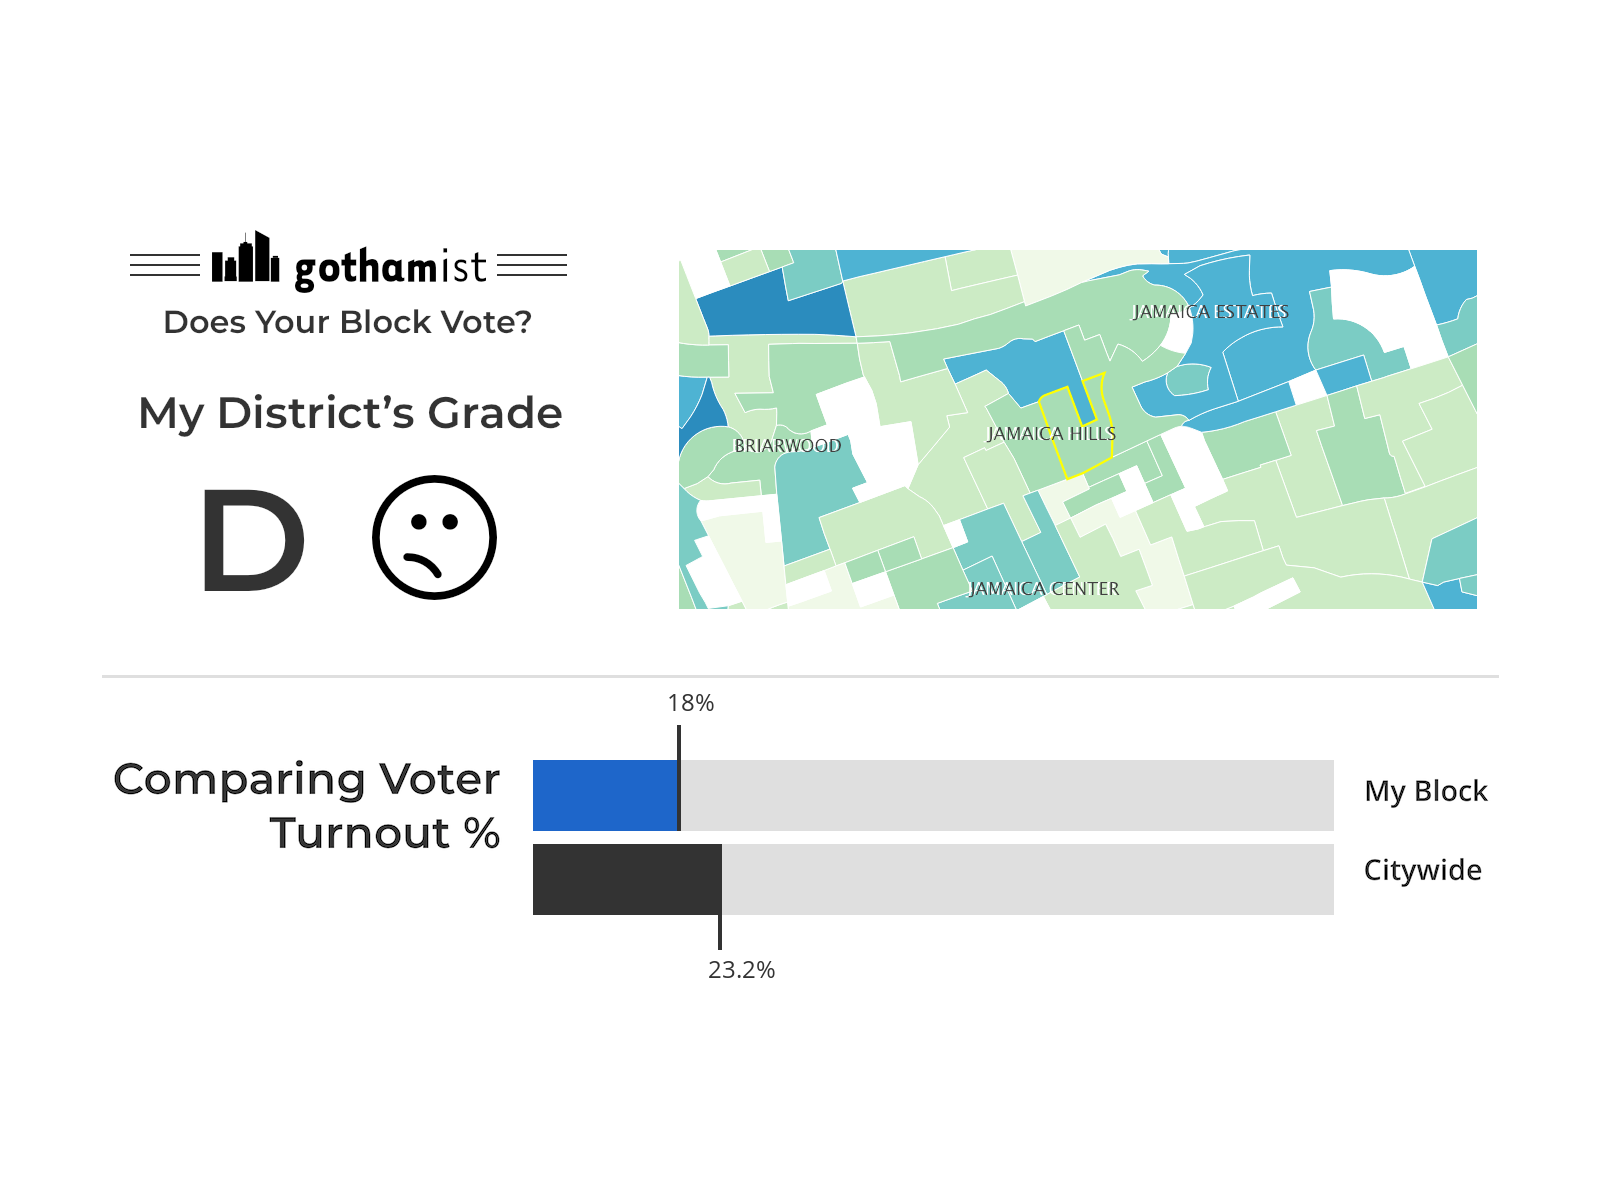 gothamist
Does Your Block Vote?
My District’s Grade
D
JAMAICA ESTATES
JAMAICA HILLS
BRIARWOOD
JAMAICA CENTER
18%
Comparing Voter
Turnout %
My Block
Citywide
23.2%